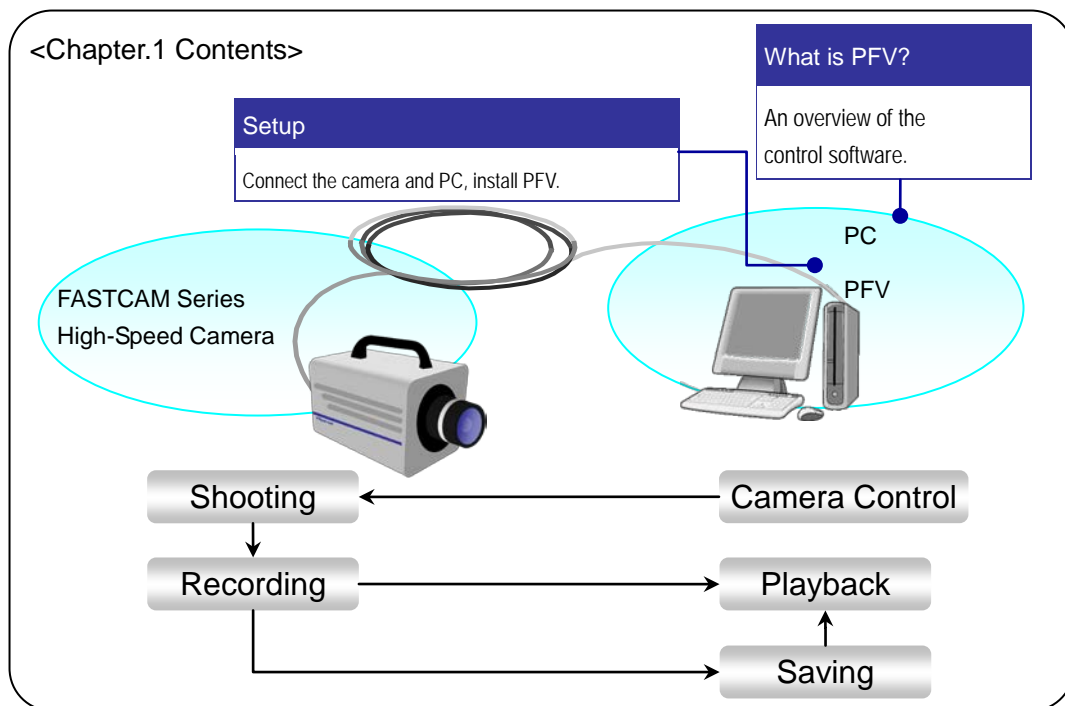 <Chapter.1 Contents>
What is PFV?
An overview of the
control software.
Setup
Connect the camera and PC, install PFV.
PC
PFV
FASTCAM Series
High-Speed Camera
Shooting
Camera Control
Recording
Playback
Saving